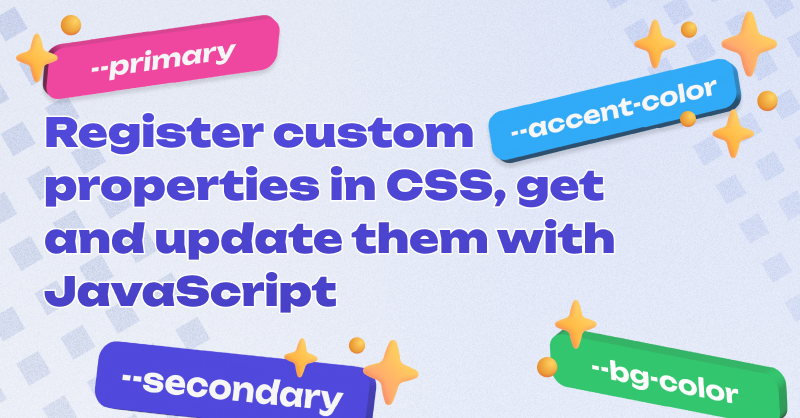 --primary
--accent-color
Register custom
properties in CSS, get
and update them with
JavaScript
--secondary
--bg-color